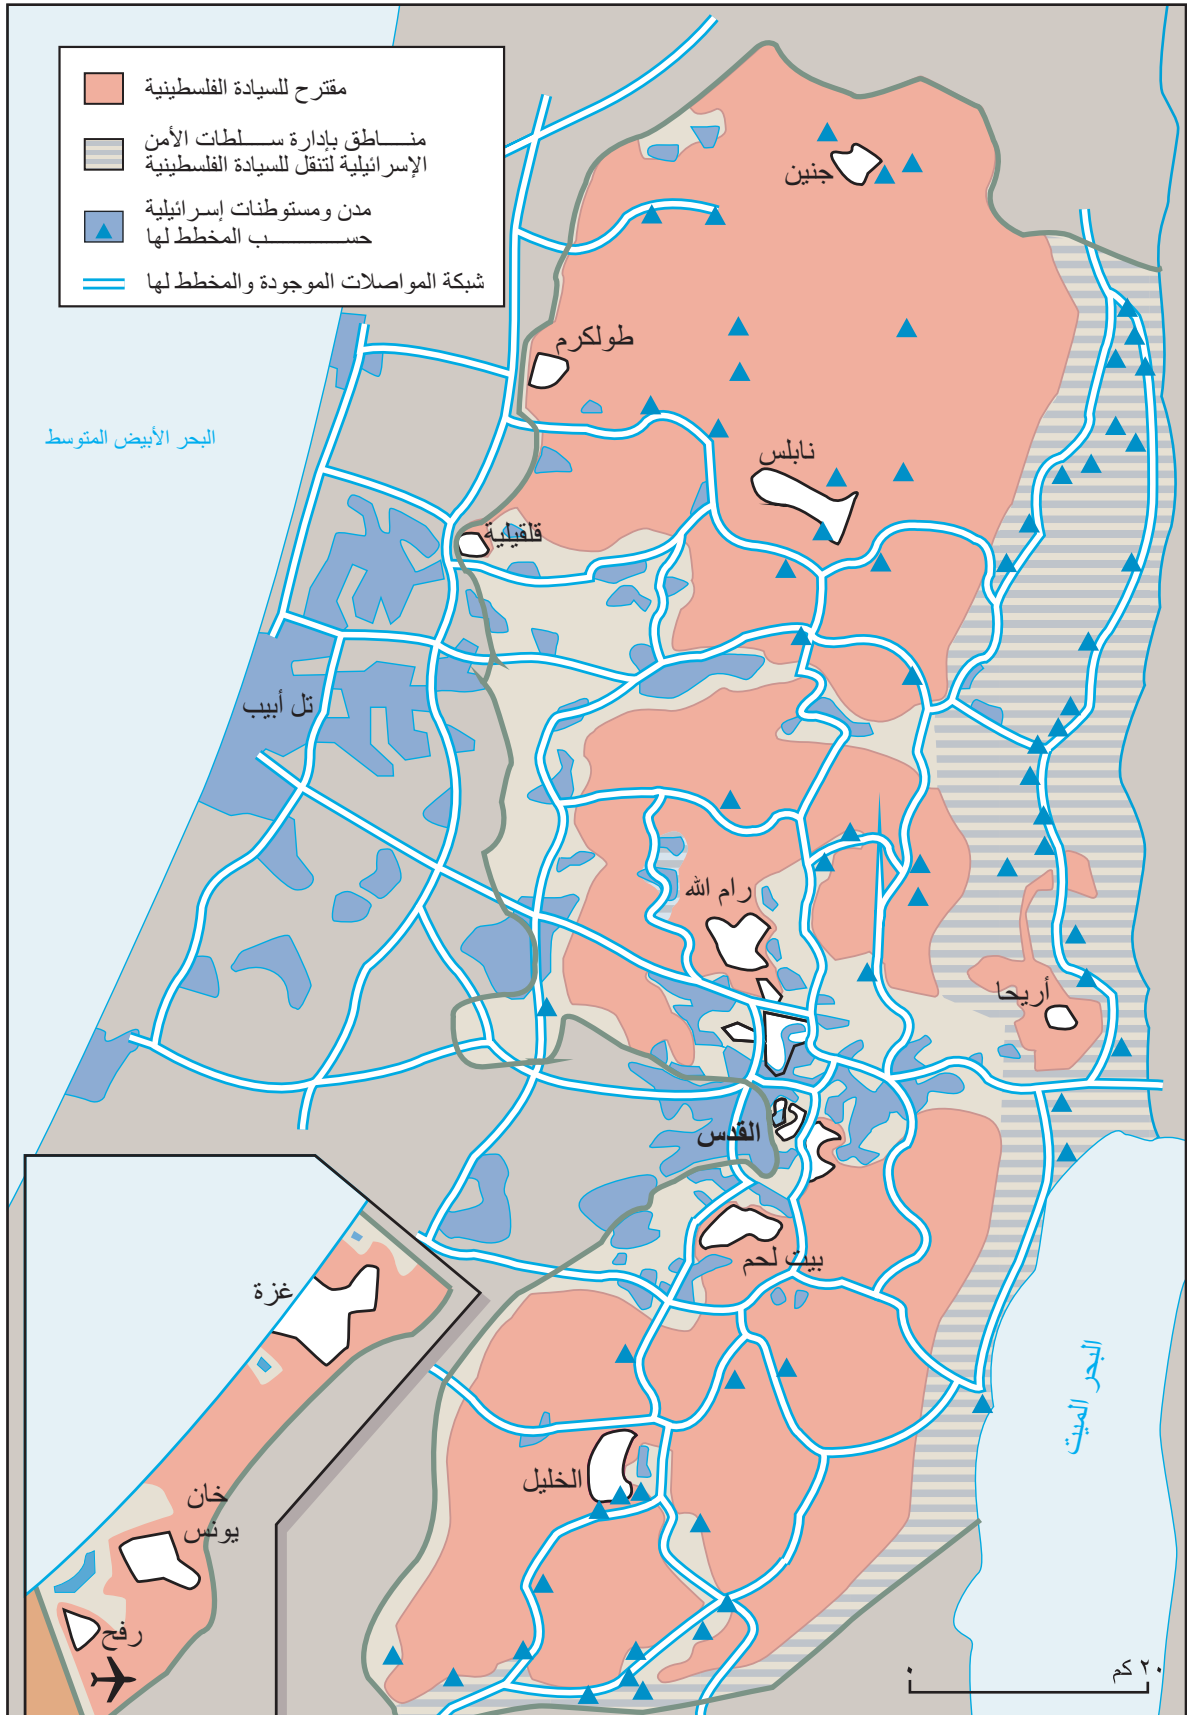 مقترح للسيادة الفلسطينية
منـــاطق بإدارة ســـلطات الأمن
الإسرائيلية لتنقل للسيادة الفلسطينية
مدن ومستوطنات إسرائيلية
حســـــــب المخطط لها
شبكة المواصلات الموجودة والمخطط لها
جنين
طولكرم
البحر الأبيض المتوسط
نابلس
قلقيلية
تل أبيب
رام الله
أريحا
القدس
بيت لحم
غزة
البحر الميت
الخليل
خان
يونس
رفح
٠ ٢٠ كم